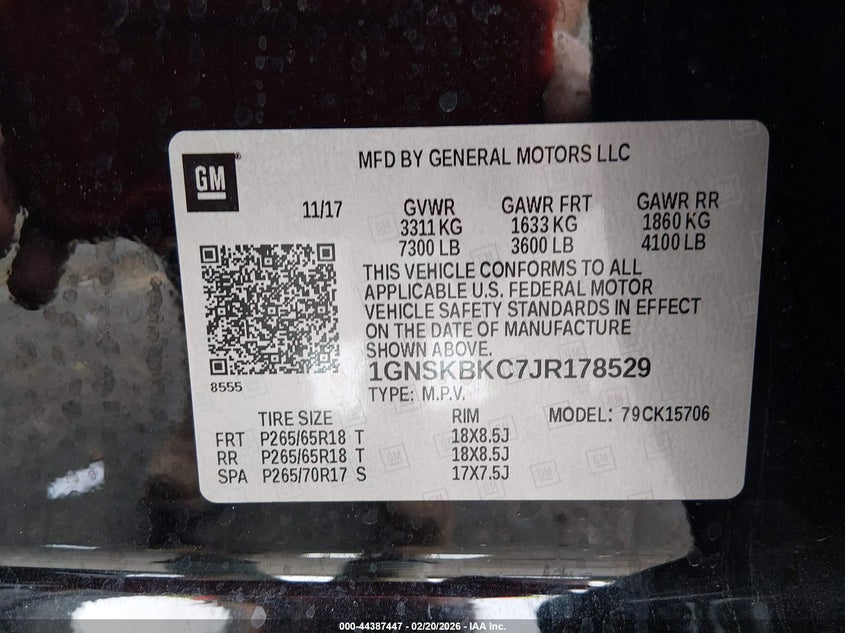 MFD BY GENERAL MOTORS LLC
GM
11/17 GVWR GAWR FRT GAWR RR
3311 KG 1633 KG 1860 KG
7300 LB 3600 LB 4100 LB
THIS VEHICLE CONFORMS TO ALL
APPLICABLE U.S. FEDERAL MOTOR
VEHICLE SAFETY STANDARDS IN EFFECT
ON THE DATE OF MANUFACTURE
SHOWN ABOVE.
1GNSKBKC7JR178529
8555
TYPE: M.P.V.
TIRE SIZE RIM MODEL: 79CK15706
FRT P265/65R18 T 18X8.5J
RR P265/65R18 T 18X8.5J
SPA P265/70R17 S 17X7.5J
000-44387447 - 02/20/2026 - IAA Inc.